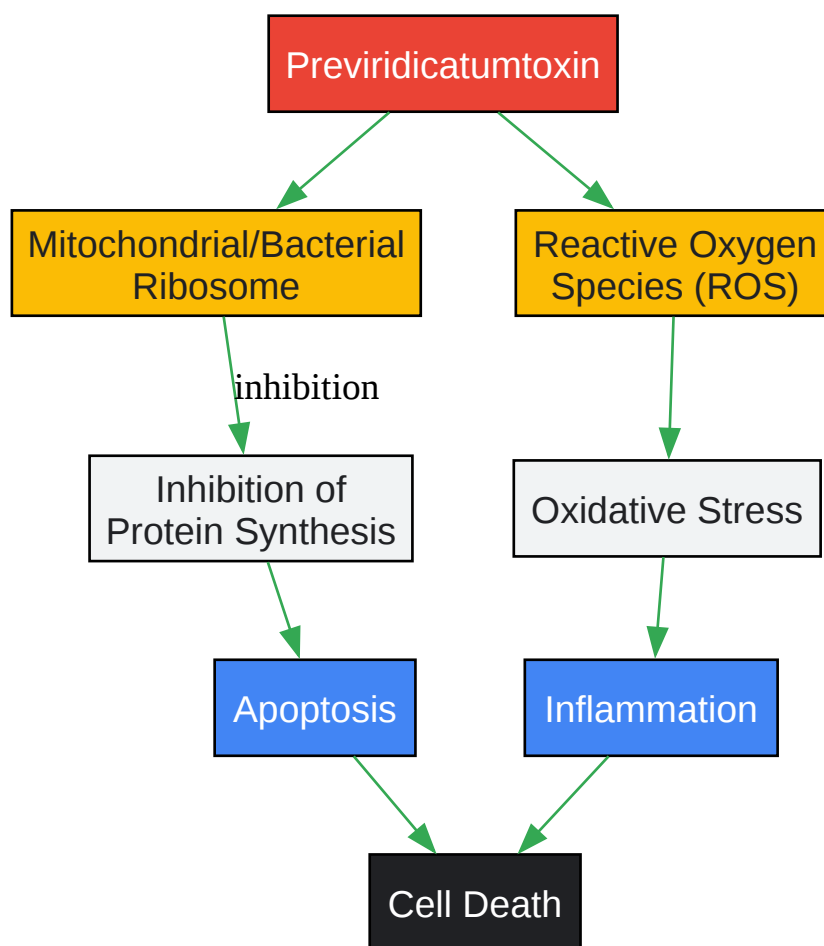 Previridicatumtoxin
Mitochondrial/Bacterial
Ribosome
Reactive Oxygen
Species (ROS)
inhibition
Inhibition of
Protein Synthesis
Oxidative Stress
Apoptosis
Inflammation
Cell Death